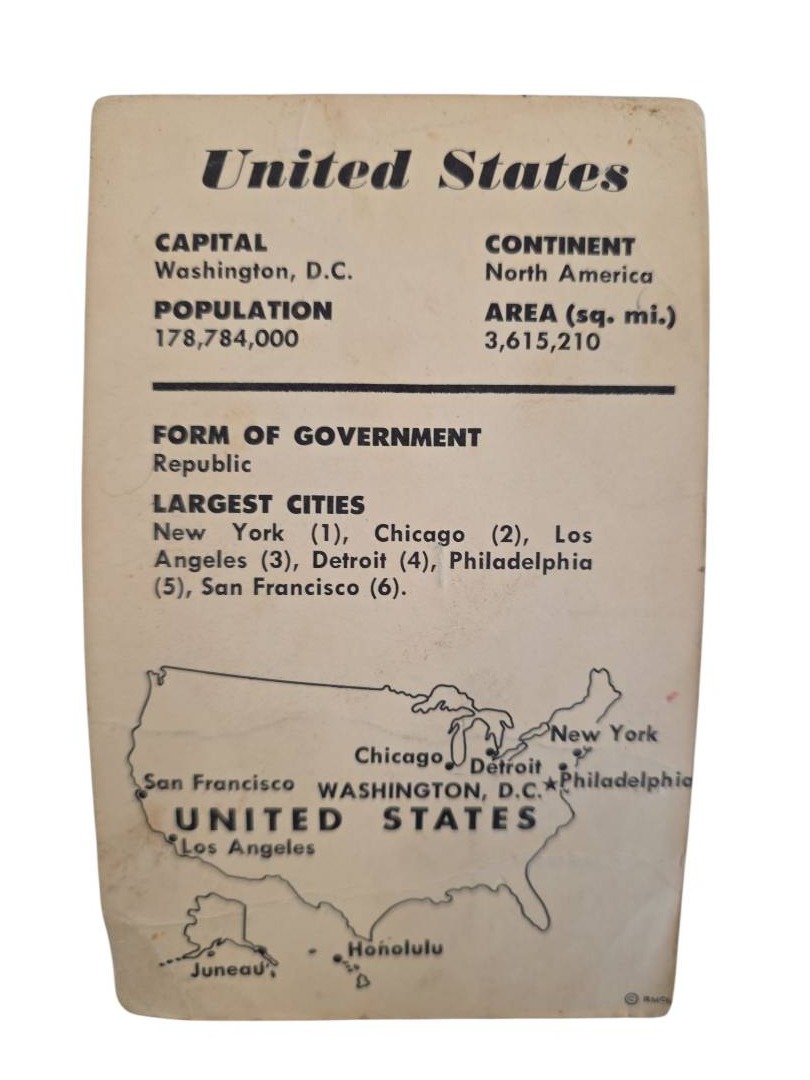 United States
CAPITAL
Washington, D.C.
CONTINENT
North America
POPULATION
178,784,000
AREA (sq. mi.)
3,615,210
FORM OF GOVERNMENT
Republic
LARGEST CITIES
New York (1), Chicago (2), Los
Angeles (3), Detroit (4), Philadelphia
(5), San Francisco (6).
New York
Chicago
Detroit
San Francisco
WASHINGTON, D.C.
Philadelphia
UNITED STATES
Los Angeles
Honolulu
Juneau
©